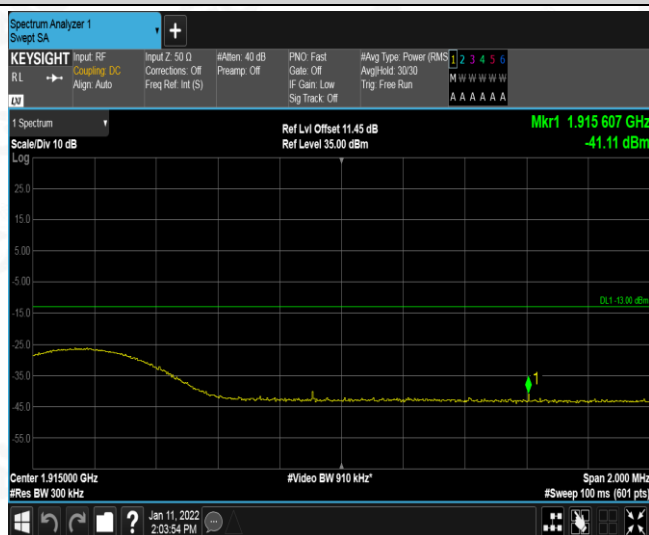 Spectrum Analyzer 1
Swept SA
+
KEYSIGHT
RL
Input: RF
Coupling: DC
Align: Auto
Input Z: 50 Ω
Corrections: Off
Freq Ref: Int (S)
#Atten: 40 dB
Preamp: Off
PNO: Fast
Gate: Off
IF Gain: Low
Sig Track: Off
#Avg Type: Power (RMS
Avg|Hold: 30/30
Trig: Free Run
1 2 3 4 5 6
M W W W W W
A A A A A A
LXI
1 Spectrum
Scale/Div 10 dB
Ref Lvl Offset 11.45 dB
Ref Level 35.00 dBm
Mkr1 1.915 607 GHz
-41.11 dBm
Log
25.0
15.0
5.00
-5.00
DL1 -13.00 dBm
-15.0
-25.0
-35.0
1
-45.0
-55.0
Center 1.915000 GHz
#Res BW 300 kHz
#Video BW 910 kHz*
Span 2.000 MHz
#Sweep 100 ms (601 pts)
?
Jan 11, 2022
2:03:54 PM